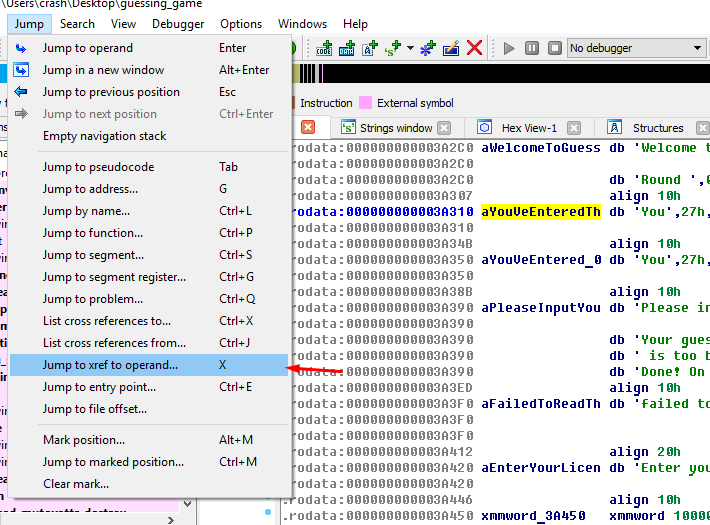 \Users\crash\Desktop\guessing_game
Jump Search View Debugger Options Windows Help
No debugger
Jump to operand Enter
Jump in a new window Alt+Enter
Jump to previous position Esc
Jump to next position Ctrl+Enter
Empty navigation stack
Jump to pseudocode Tab
Jump to address... G
Jump by name... Ctrl+L
Jump to function... Ctrl+P
Jump to segment... Ctrl+S
Jump to segment register... Ctrl+G
Jump to problem... Ctrl+Q
List cross references to... Ctrl+X
List cross references from... Ctrl+J
Jump to xref to operand... X
Jump to entry point... Ctrl+E
Jump to file offset...
Mark position... Alt+M
Jump to marked position... Ctrl+M
Clear mark...
Instruction External symbol
Strings window Hex View-1 Structures
.rodata:000000000003A2C0 aWelcomeToGuess db 'Welcome t
.rodata:000000000003A2C0
.rodata:000000000003A2C0 db 'Round ',0
.rodata:000000000003A307 align 10h
.rodata:000000000003A310 aYouVeEnteredTh db 'You',27h,
.rodata:000000000003A310
.rodata:000000000003A34B align 10h
.rodata:000000000003A350 aYouVeEntered_0 db 'You',27h,
.rodata:000000000003A350
.rodata:000000000003A38B align 10h
.rodata:000000000003A390 aPleaseInputYou db 'Please in
.rodata:000000000003A390
.rodata:000000000003A390 db 'Your gues
.rodata:000000000003A390 db ' is too b
.rodata:000000000003A390 db 'Done! On
.rodata:000000000003A3ED align 10h
.rodata:000000000003A3F0 aFailedToReadTh db 'failed to
.rodata:000000000003A3F0
.rodata:000000000003A3F0
.rodata:000000000003A412 align 20h
.rodata:000000000003A420 aEnterYourLicen db 'Enter you
.rodata:000000000003A420
.rodata:000000000003A446 align 10h
.rodata:000000000003A450 xmmword_3A450 xmmword 10000